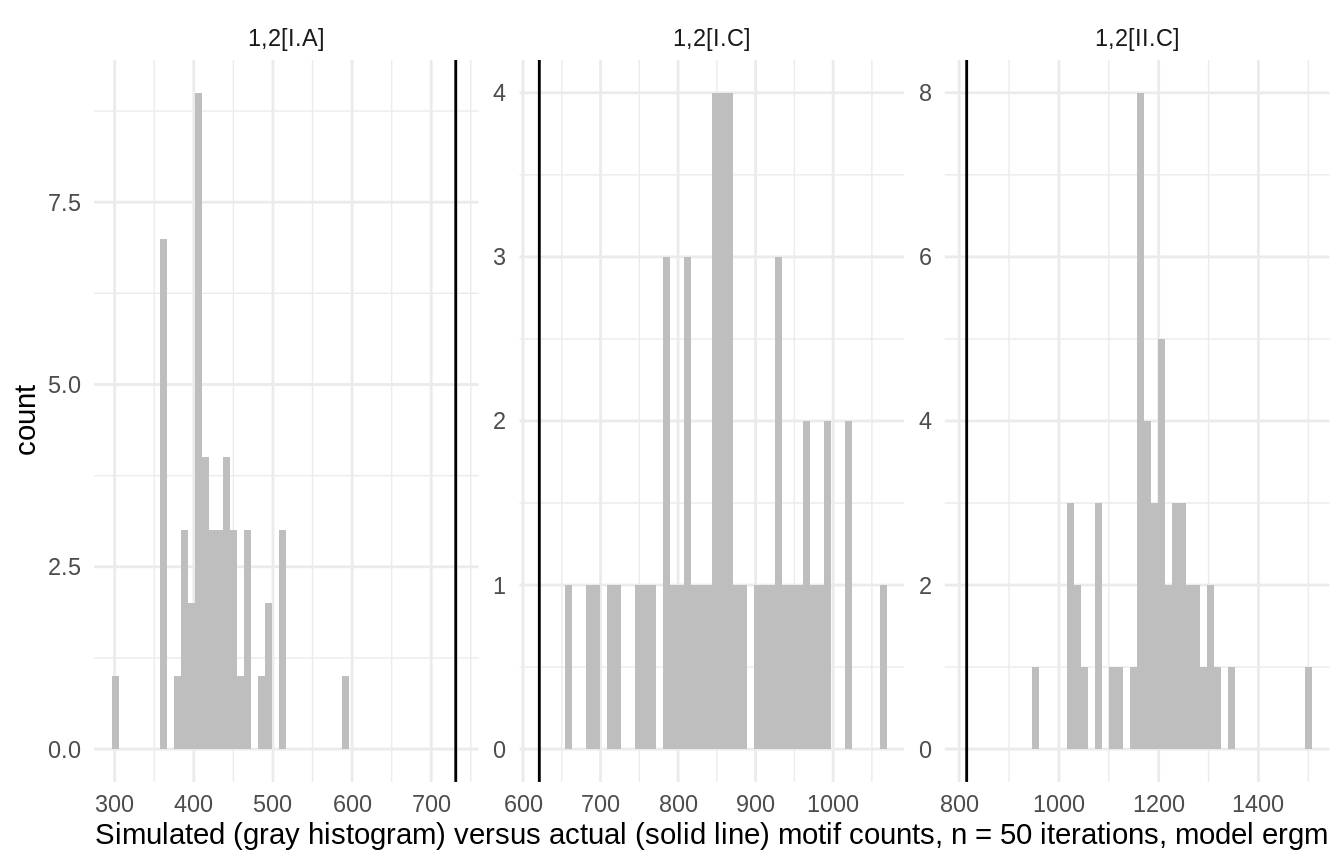 1,2[I.A]
1,2[I.C]
1,2[II.C]
count
0.0
2.5
5.0
7.5
0
1
2
3
4
0
2
4
6
8
300 400 500 600 700
600 700 800 900 1000
800 1000 1200 1400
Simulated (gray histogram) versus actual (solid line) motif counts, n = 50 iterations, model ergm